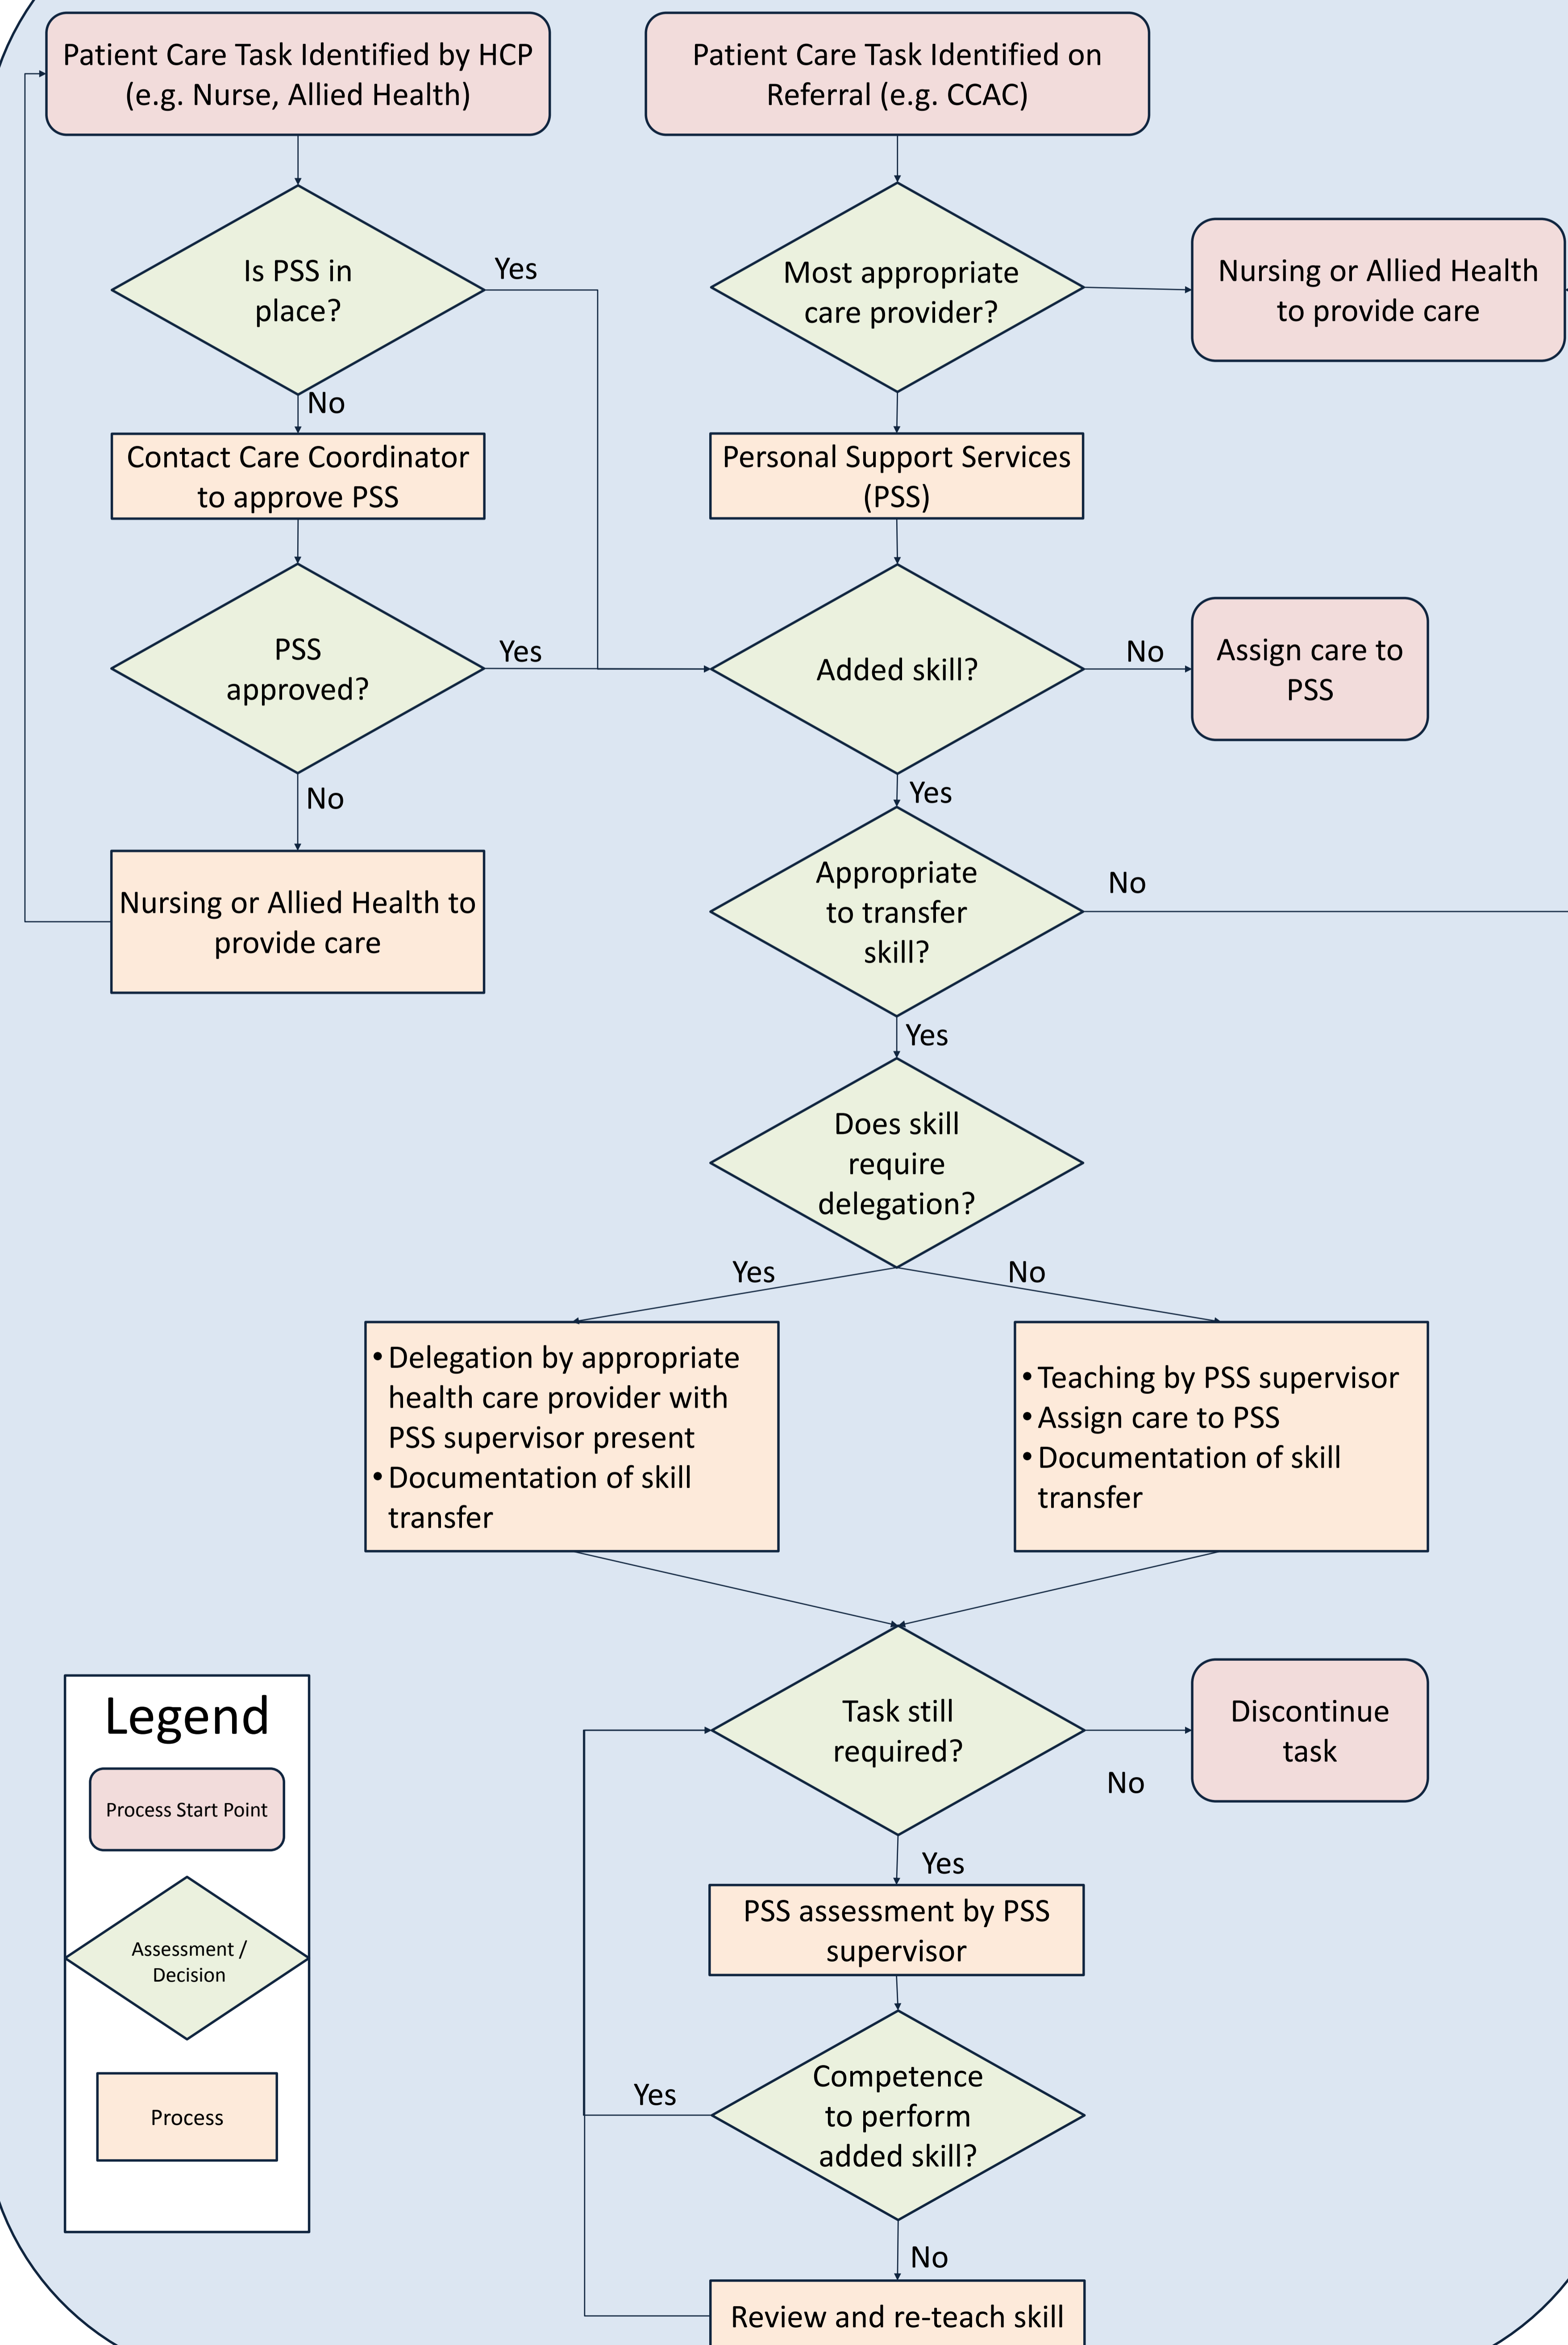 Patient Care Task Identified by HCP
(e.g. Nurse, Allied Health)
Patient Care Task Identified on
Referral (e.g. CCAC)
Is PSS in
place?
Yes
No
Most appropriate
care provider?
Nursing or Allied Health
to provide care
Contact Care Coordinator
to approve PSS
Personal Support Services
(PSS)
PSS
approved?
Yes
No
Added skill?
No
Assign care to
PSS
Yes
Nursing or Allied Health to
provide care
Appropriate
to transfer
skill?
No
Yes
Does skill
require
delegation?
Yes
No
• Delegation by appropriate
health care provider with
PSS supervisor present
• Documentation of skill
transfer
• Teaching by PSS supervisor
• Assign care to PSS
• Documentation of skill
transfer
Task still
required?
No
Discontinue
task
Yes
PSS assessment by PSS
supervisor
Competence
to perform
added skill?
Yes
No
Review and re-teach skill
Legend
Process Start Point
Assessment /
Decision
Process